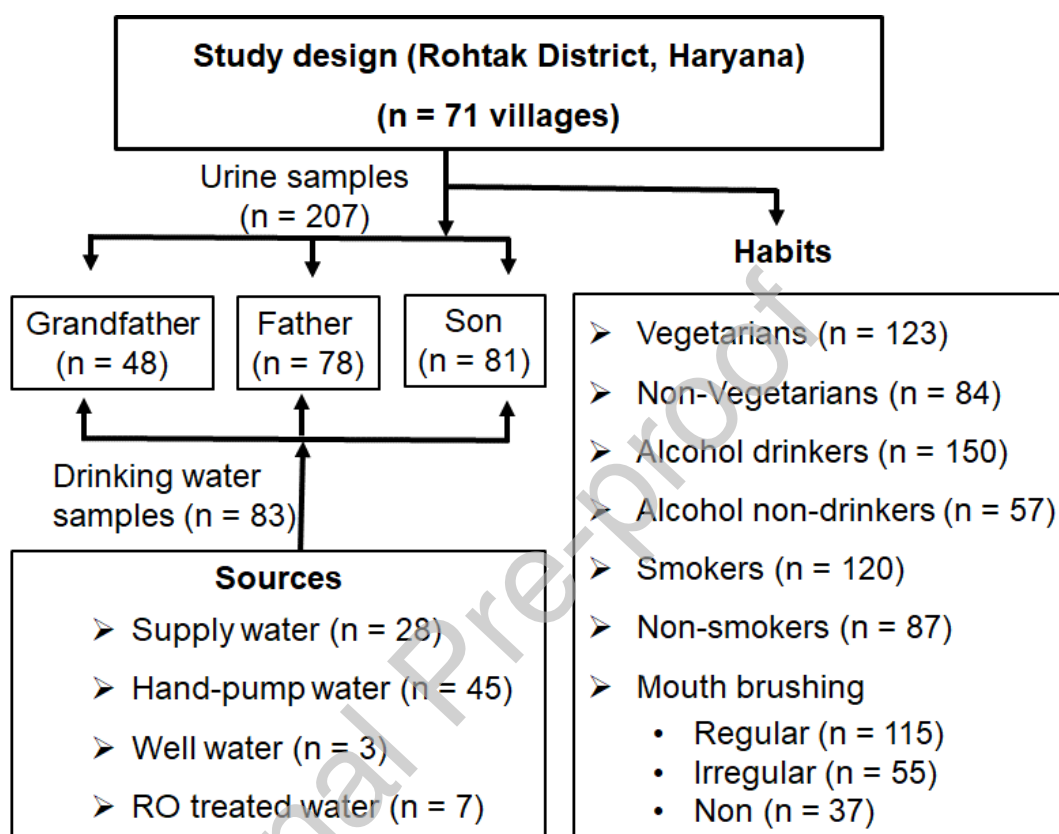 Study design (Rohtak District, Haryana)
(n = 71 villages)
Urine samples
(n = 207)
Grandfather
(n = 48)
Father
(n = 78)
Son
(n = 81)
Drinking water
samples (n = 83)
Sources
➢ Supply water (n = 28)
➢ Hand-pump water (n = 45)
➢ Well water (n = 3)
➢ RO treated water (n = 7)
Habits
➢ Vegetarians (n = 123)
➢ Non-Vegetarians (n = 84)
➢ Alcohol drinkers (n = 150)
➢ Alcohol non-drinkers (n = 57)
➢ Smokers (n = 120)
➢ Non-smokers (n = 87)
➢ Mouth brushing
• Regular (n = 115)
• Irregular (n = 55)
• Non (n = 37)
nal Pre-proof